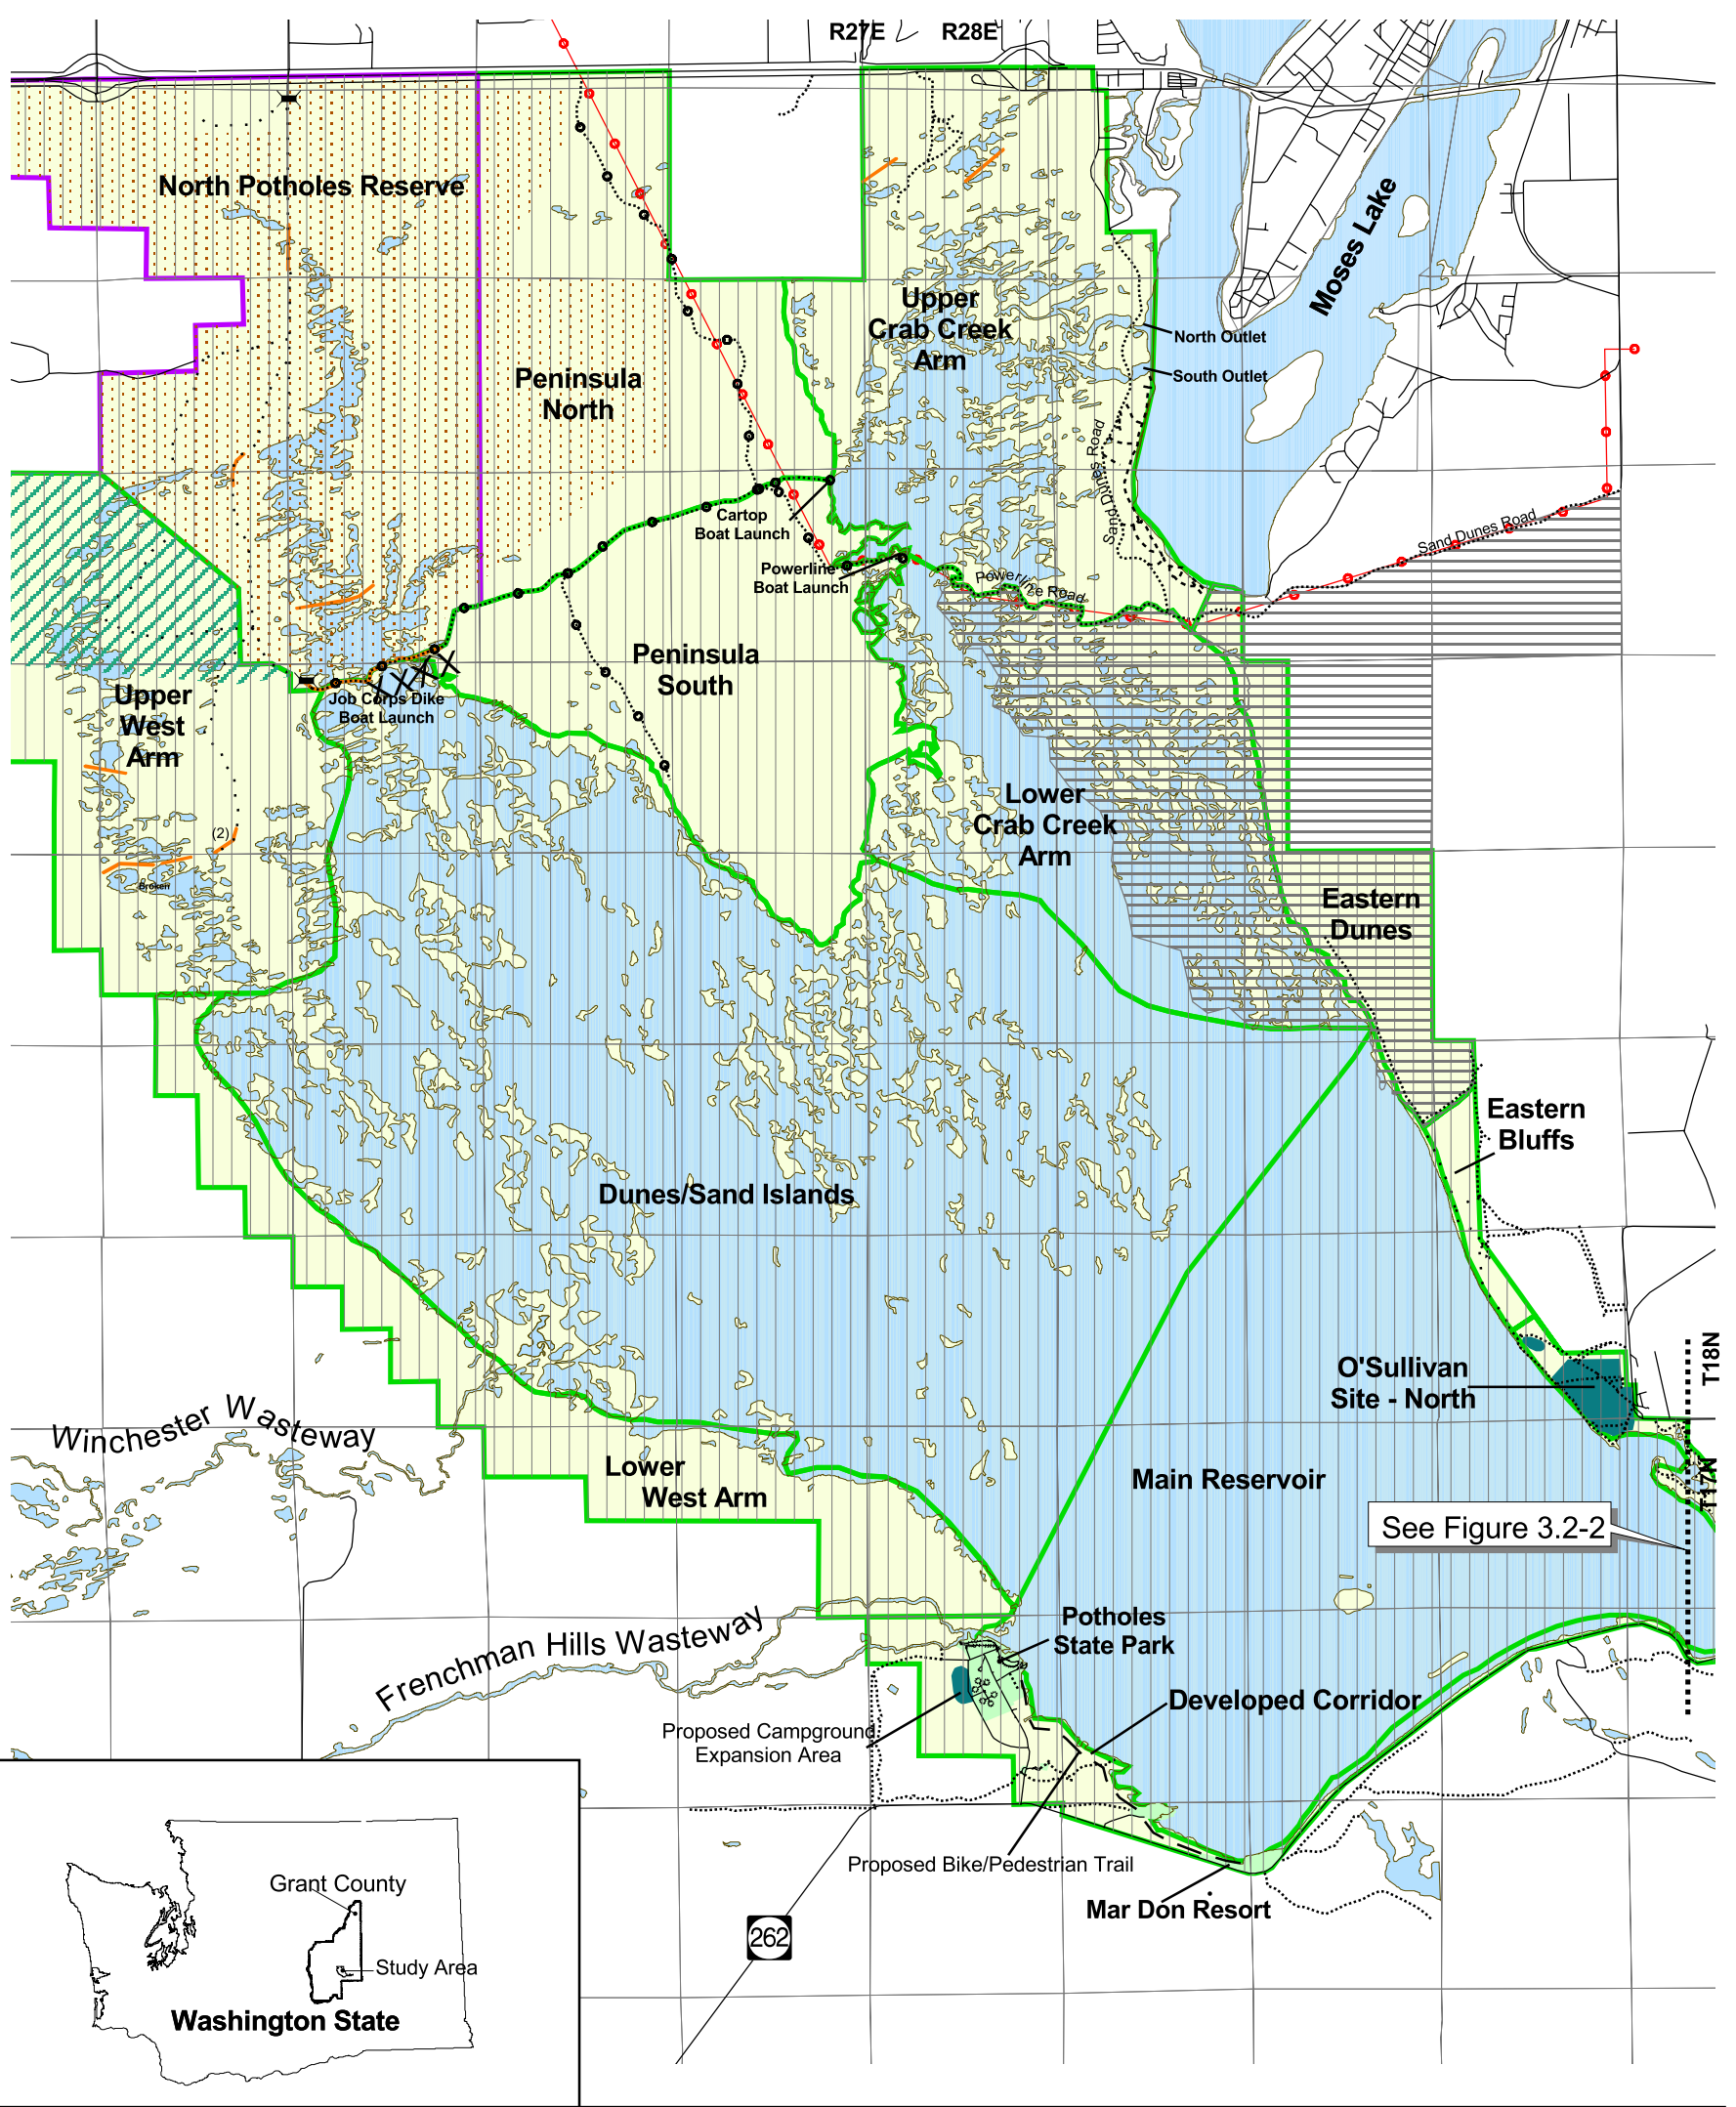 R27E
R28E
North Potholes Reserve
Moses Lake
Upper
Crab Creek
Arm
North Outlet
South Outlet
Peninsula
North
Sand Dunes Road
Cartop
Boat Launch
Sand Dunes Road
Powerline
Boat Launch
Peninsula
South
Upper
West
Arm
Job Corps Dike
Boat Launch
Lower
Crab Creek
Arm
(2)
Broken
Eastern
Dunes
Eastern
Bluffs
Dunes/Sand Islands
T18N
O'Sullivan
Site - North
Winchester Wasteway
Lower
West Arm
Main Reservoir
T17N
See Figure 3.2-2
Potholes
State Park
Frenchman Hills Wasteway
Developed Corridor
Proposed Campground
Expansion Area
Proposed Bike/Pedestrian Trail
Mar Don Resort
262
Grant County
Study Area
Washington State